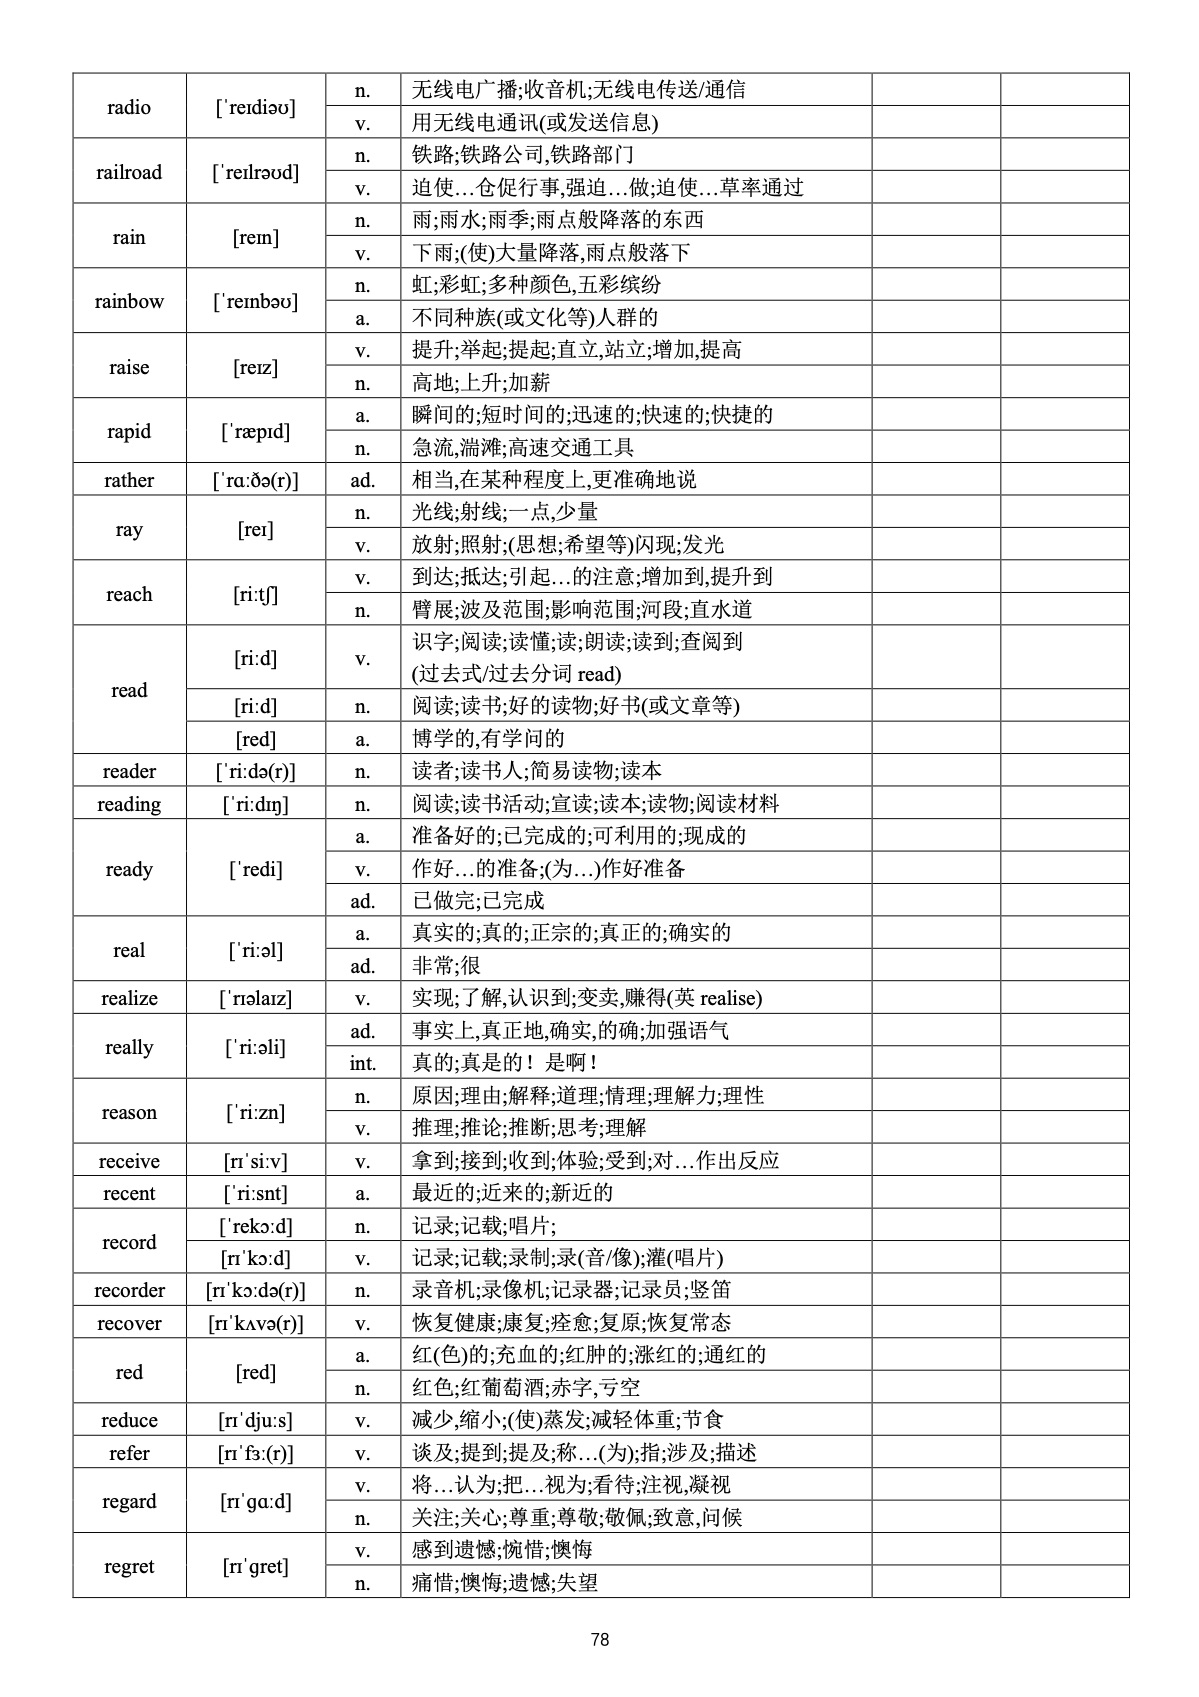 radio [ˈreɪdiəʊ] n. 无线电广播;收音机;无线电传送/通信
v. 用无线电通讯(或发送信息)
railroad [ˈreɪlrəʊd] n. 铁路;铁路公司,铁路部门
v. 迫使…仓促行事,强迫…做;迫使…草率通过
rain [reɪn] n. 雨;雨水;雨季;雨点般降落的东西
v. 下雨;(使)大量降落,雨点般落下
rainbow [ˈreɪnbəʊ] n. 虹;彩虹;多种颜色,五彩缤纷
a. 不同种族(或文化等)人群的
raise [reɪz] v. 提升;举起;提起;直立,站立;增加,提高
n. 高地;上升;加薪
rapid [ˈræpɪd] a. 瞬间的;短时间的;迅速的;快速的;快捷的
n. 急流,湍滩;高速交通工具
rather [ˈrɑːðə(r)] ad. 相当,在某种程度上,更准确地说
ray [reɪ] n. 光线;射线;一点,少量
v. 放射;照射;(思想;希望等)闪现;发光
reach [riːtʃ] v. 到达;抵达;引起…的注意;增加到,提升到
n. 臂展;波及范围;影响范围;河段;直水道
read [riːd] v. 识字;阅读;读懂;读;朗读;读到;查阅到
(过去式/过去分词 read)
[riːd] n. 阅读;读书;好的读物;好书(或文章等)
[red] a. 博学的,有学问的
reader [ˈriːdə(r)] n. 读者;读书人;简易读物;读本
reading [ˈriːdɪŋ] n. 阅读;读书活动;宣读;读本;读物;阅读材料
ready [ˈredi] a. 准备好的;已完成的;可利用的;现成的
v. 作好…的准备;(为…)作好准备
ad. 已做完;已完成
real [ˈriːəl] a. 真实的;真的;正宗的;真正的;确实的
ad. 非常;很
realize [ˈrɪəlaɪz] v. 实现;了解,认识到;变卖,赚得(英 realise)
really [ˈriːəli] ad. 事实上,真正地,确实,的确;加强语气
int. 真的;真是的！是啊！
reason [ˈriːzn] n. 原因;理由;解释;道理;情理;理解力;理性
v. 推理;推论;推断;思考;理解
receive [rɪˈsiːv] v. 拿到;接到;收到;体验;受到;对…作出反应
recent [ˈriːsnt] a. 最近的;近来的;新近的
record [ˈrekɔːd] n. 记录;记载;唱片;
[rɪˈkɔːd] v. 记录;记载;录制;录(音/像);灌(唱片)
recorder [rɪˈkɔːdə(r)] n. 录音机;录像机;记录器;记录员;竖笛
recover [rɪˈkʌvə(r)] v. 恢复健康;康复;痊愈;复原;恢复常态
red [red] a. 红(色)的;充血的;红肿的;涨红的;通红的
n. 红色;红葡萄酒;赤字,亏空
reduce [rɪˈdjuːs] v. 减少,缩小;(使)蒸发;减轻体重;节食
refer [rɪˈfɜː(r)] v. 谈及;提到;提及;称…(为);指;涉及;描述
regard [rɪˈɡɑːd] v. 将…认为;把…视为;看待;注视,凝视
n. 关注;关心;尊重;尊敬;敬佩;致意,问候
regret [rɪˈɡret] v. 感到遗憾;惋惜;懊悔
n. 痛惜;懊悔;遗憾;失望
78